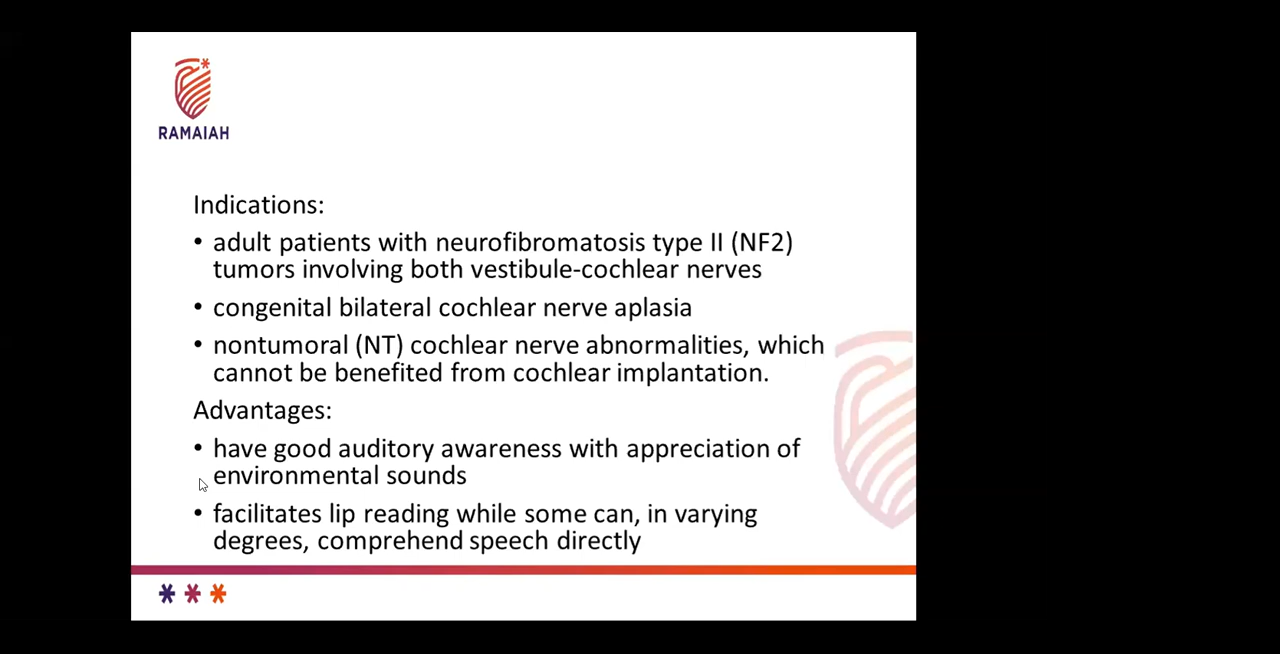 RAMAIAH
Indications:
• adult patients with neurofibromatosis type II (NF2)
tumors involving both vestibule-cochlear nerves
• congenital bilateral cochlear nerve aplasia
• nontumoral (NT) cochlear nerve abnormalities, which
cannot be benefited from cochlear implantation.
Advantages:
• have good auditory awareness with appreciation of
environmental sounds
• facilitates lip reading while some can, in varying
degrees, comprehend speech directly